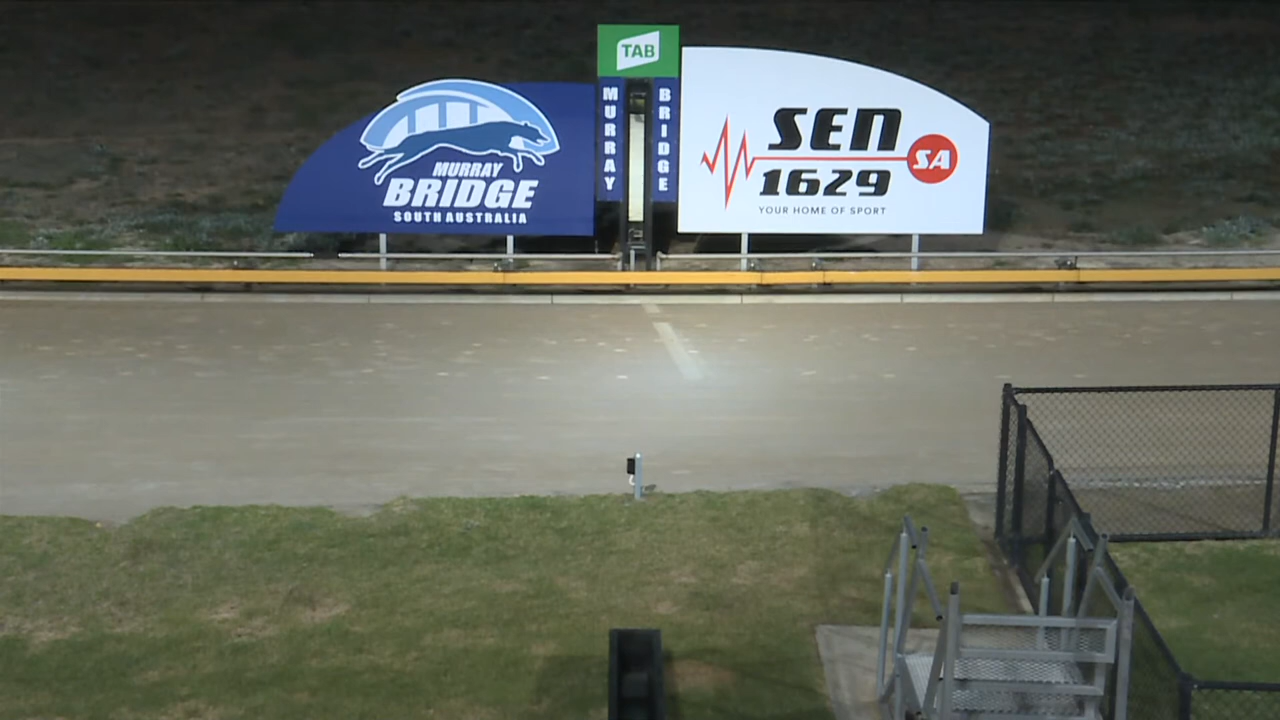 TAB
MURRAY
BRIDGE
MURRAY
BRIDGE
SOUTH AUSTRALIA
SEN
SA
1629
YOUR HOME OF SPORT